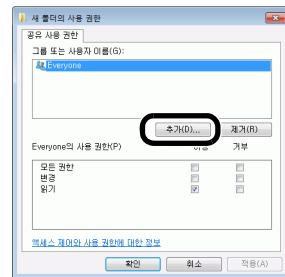 새 폴더의 사용 권한
공유 사용 권한
그룹 또는 사용자 이름(G):
Everyone
추가(D)... 제거(R)
Everyone의 사용 권한(P) 거부
모든 권한
변경
읽기
액세스 제어와 사용 권한에 대한 정보
확인 취소 적용(A)